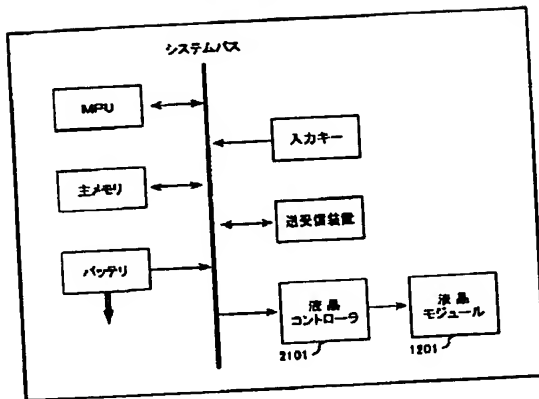 システムバス
MPU
入力キー
主メモリ
送受信装置
バッテリ
液晶
コントローラ
液晶
モジュール
2101
1201